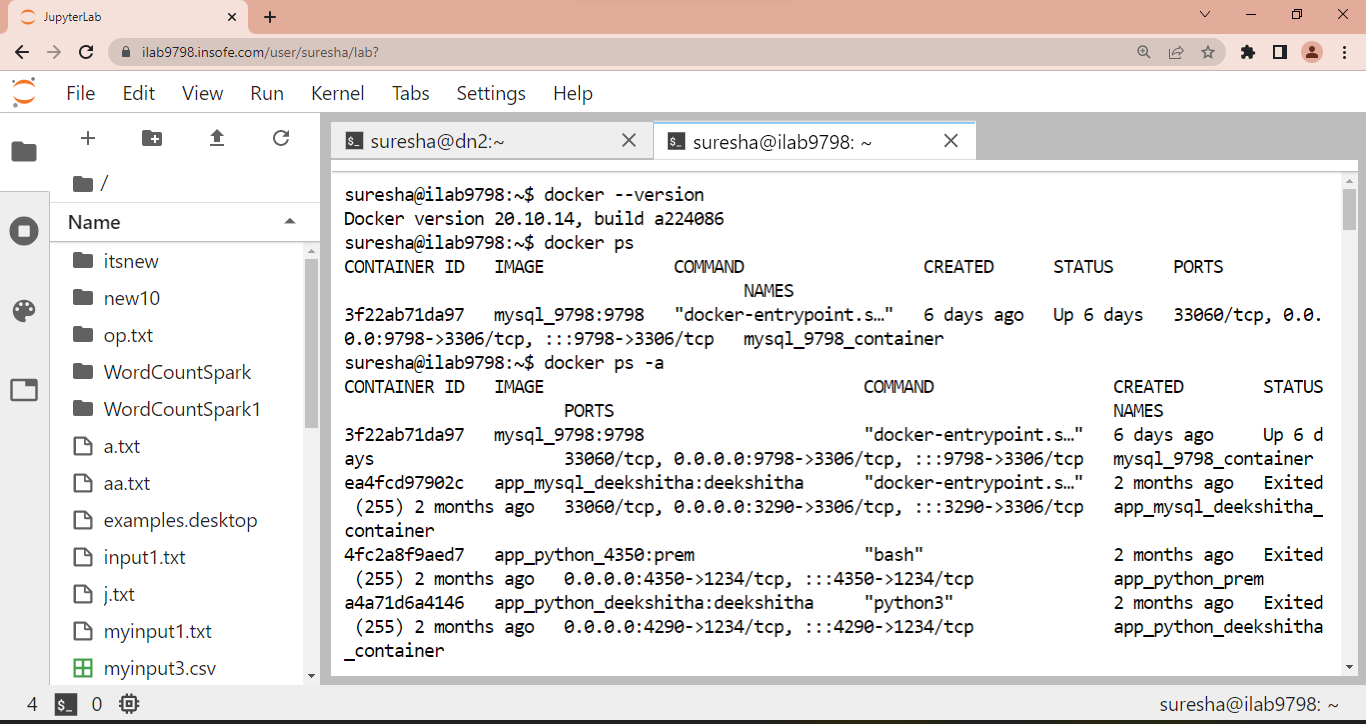 JupyterLab
ilab9798.insofe.com/user/suresha/lab?
File Edit View Run Kernel Tabs Settings Help
/
Name
itsnew
new10
op.txt
WordCountSpark
WordCountSpark1
a.txt
aa.txt
examples.desktop
input1.txt
j.txt
myinput1.txt
myinput3.csv
suresha@dn2:~
suresha@ilab9798: ~
suresha@ilab9798:~$ docker --version
Docker version 20.10.14, build a224086
suresha@ilab9798:~$ docker ps
CONTAINER ID   IMAGE             COMMAND                  CREATED      STATUS      PORTS
                                        NAMES
3f22ab71da97   mysql_9798:9798   "docker-entrypoint.s…"   6 days ago   Up 6 days   33060/tcp, 0.0.
0.0:9798->3306/tcp, :::9798->3306/tcp   mysql_9798_container
suresha@ilab9798:~$ docker ps -a
CONTAINER ID   IMAGE                                COMMAND                  CREATED        STATUS
                      PORTS                                                  NAMES
3f22ab71da97   mysql_9798:9798                      "docker-entrypoint.s…"   6 days ago     Up 6 d
ays                   33060/tcp, 0.0.0.0:9798->3306/tcp, :::9798->3306/tcp   mysql_9798_container
ea4fcd97902c   app_mysql_deekshitha:deekshitha      "docker-entrypoint.s…"   2 months ago   Exited
 (255) 2 months ago   33060/tcp, 0.0.0.0:3290->3306/tcp, :::3290->3306/tcp   app_mysql_deekshitha_
container
4fc2a8f9aed7   app_python_4350:prem                 "bash"                   2 months ago   Exited
 (255) 2 months ago   0.0.0.0:4350->1234/tcp, :::4350->1234/tcp              app_python_prem
a4a71d6a4146   app_python_deekshitha:deekshitha     "python3"                2 months ago   Exited
 (255) 2 months ago   0.0.0.0:4290->1234/tcp, :::4290->1234/tcp              app_python_deekshitha
_container
4 $_ 0
suresha@ilab9798: ~